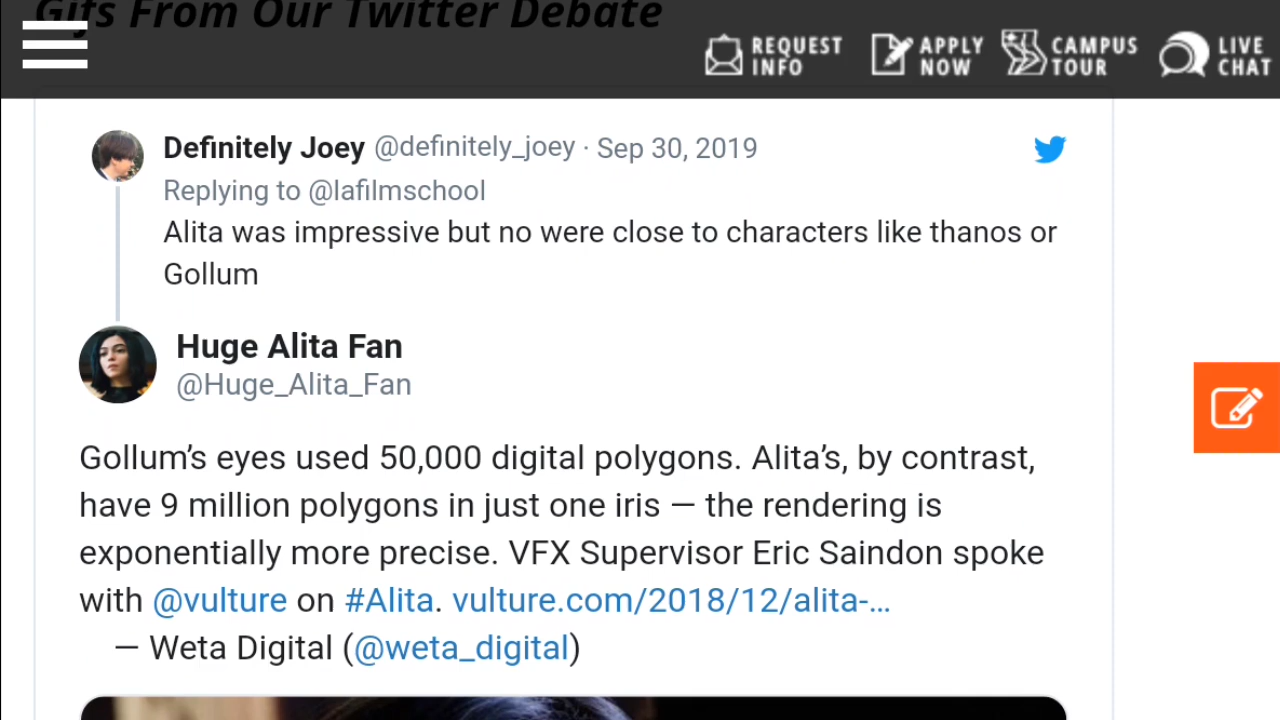 Gifs From Our Twitter Debate
REQUEST INFO
APPLY NOW
CAMPUS TOUR
LIVE CHAT
Definitely Joey @definitely_joey · Sep 30, 2019
Replying to @lafilmschool
Alita was impressive but no were close to characters like thanos or
Gollum
Huge Alita Fan
@Huge_Alita_Fan
Gollum’s eyes used 50,000 digital polygons. Alita’s, by contrast,
have 9 million polygons in just one iris — the rendering is
exponentially more precise. VFX Supervisor Eric Saindon spoke
with @vulture on #Alita. vulture.com/2018/12/alita-…
— Weta Digital (@weta_digital)